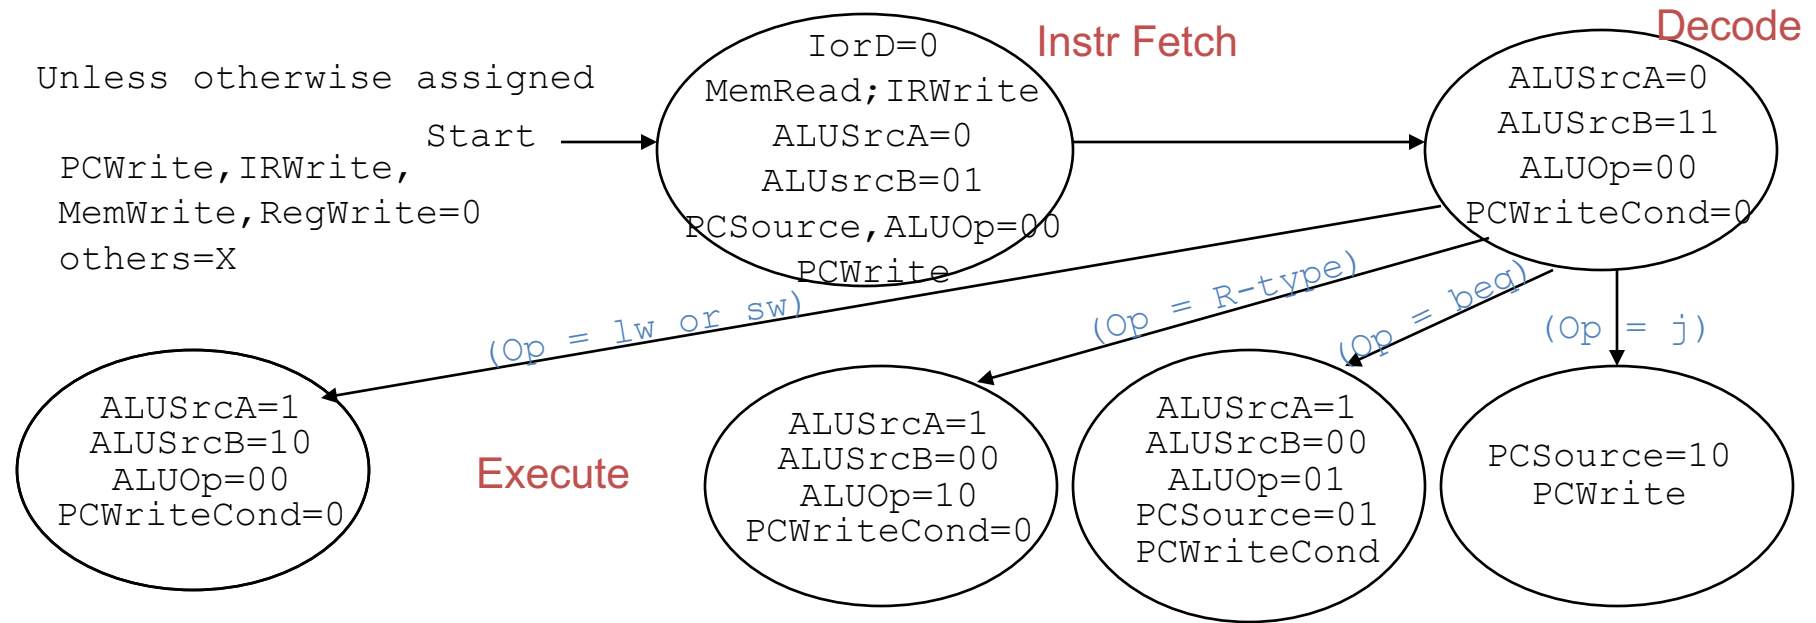 Unless otherwise assigned
PCWrite,IRWrite,
MemWrite,RegWrite=0
others=X
Start
IorD=0
MemRead;IRWrite
ALUSrcA=0
ALUsrcB=01
PCSource,ALUOp=00
PCWrite
Instr Fetch
Decode
ALUSrcA=0
ALUSrcB=11
ALUOp=00
PCWriteCond=0
(Op = lw or sw)
(Op = R-type)
(Op = beq)
(Op = j)
ALUSrcA=1
ALUSrcB=10
ALUOp=00
PCWriteCond=0
Execute
ALUSrcA=1
ALUSrcB=00
ALUOp=10
PCWriteCond=0
ALUSrcA=1
ALUSrcB=00
ALUOp=01
PCSource=01
PCWriteCond
PCSource=10
PCWrite